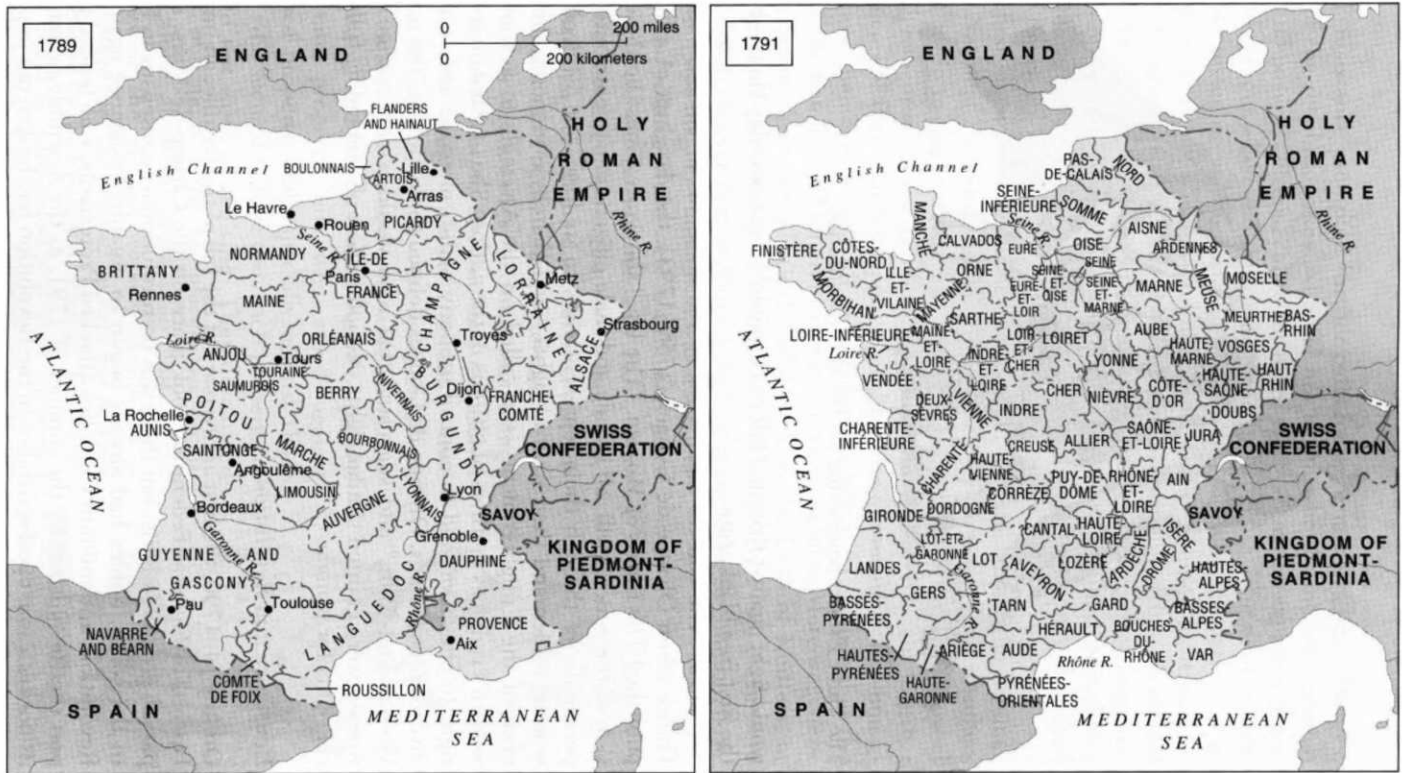 1789
0 200 miles
0 200 kilometers
ENGLAND
FLANDERS
AND HAINAUT
HOLY
ROMAN
EMPIRE
English Channel
BOULONNAIS
Lille
ARTOIS
Arras
Rhine R.
Le Havre
Rouen
PICARDY
Seine R.
NORMANDY
ÎLE-DE
Paris
FRANCE
CHAMPAGNE
LORRAINE
Metz
BRITTANY
Rennes
MAINE
ORLÉANAIS
Troyes
Strasbourg
ALSACE
Loire R.
ANJOU
Tours
TOURAINE
SAUMUROIS
BERRY
NIVERNAIS
BURGUNDY
Dijon
FRANCHE-
COMTÉ
ATLANTIC OCEAN
POITOU
La Rochelle
AUNIS
SAINTONGE
Angoulême
MARCHE
BOURBONNAIS
SWISS
CONFEDERATION
LIMOUSIN
AUVERGNE
LYONNAIS
Lyon
SAVOY
Bordeaux
Grenoble
DAUPHINÉ
KINGDOM OF
PIEDMONT-
SARDINIA
GUYENNE AND
GASCONY
Garonne R.
Pau
Toulouse
LANGUEDOC
Rhône R.
PROVENCE
Aix
NAVARRE
AND BÉARN
COMTE
DE FOIX
ROUSSILLON
SPAIN
MEDITERRANEAN
SEA
1791
ENGLAND
HOLY
ROMAN
EMPIRE
English Channel
PAS-
DE-CALAIS
NORD
Rhine R.
SEINE-
INFÉRIEURE
SOMME
Seine R.
AISNE
ARDENNES
MANCHE
CALVADOS
EURE
OISE
SEINE
FINISTÈRE
CÔTES-
DU-NORD
ILLE
ET-
VILAINE
MORBIHAN
MAYENNE
ORNE
EURE-
ET-
LOIR
SEINE-
ET-
OISE
SEINE
ET-
MARNE
MARNE
MEUSE
MOSELLE
MEURTHE
BAS-
RHIN
SARTHE
LOIRE-INFÉRIEURE
Loire R.
MAINE
ET-
LOIRE
INDRE
ET-
LOIRE
LOIR
ET-
CHER
LOIRET
YONNE
AUBE
HAUTE-
MARNE
VOSGES
HAUT-
RHIN
HAUTE-
SAÔNE
VENDÉE
DEUX-
SÈVRES
VIENNE
INDRE
CHER
NIÈVRE
CÔTE-
D'OR
DOUBS
ATLANTIC OCEAN
CHARENTE-
INFÉRIEURE
CHARENTE
HAUTE-
VIENNE
CREUSE
ALLIER
SAÔNE-
ET-LOIRE
JURA
SWISS
CONFEDERATION
CORRÈZE
PUY-DE-
DÔME
RHÔNE-
ET-
LOIRE
AIN
SAVOY
GIRONDE
DORDOGNE
CANTAL
HAUTE-
LOIRE
ISÈRE
KINGDOM OF
PIEDMONT-
SARDINIA
LANDES
LOT-ET-
GARONNE
LOT
AVEYRON
LOZÈRE
ARDÈCHE
DRÔME
HAUTES-
ALPES
Garonne R.
GERS
TARN
GARD
BASSES-
ALPES
BASSES-
PYRÉNÉES
HÉRAULT
BOUCHES
DU-
RHÔNE
VAR
HAUTES-
PYRÉNÉES
HAUTE-
GARONNE
ARIÈGE
AUDE
Rhône R.
PYRÉNÉES-
ORIENTALES
SPAIN
MEDITERRANEAN
SEA